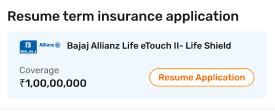 Resume term insurance application
BAJAJ Allianz Bajaj Allianz Life eTouch II- Life Shield
Coverage
₹1,00,00,000
Resume Application